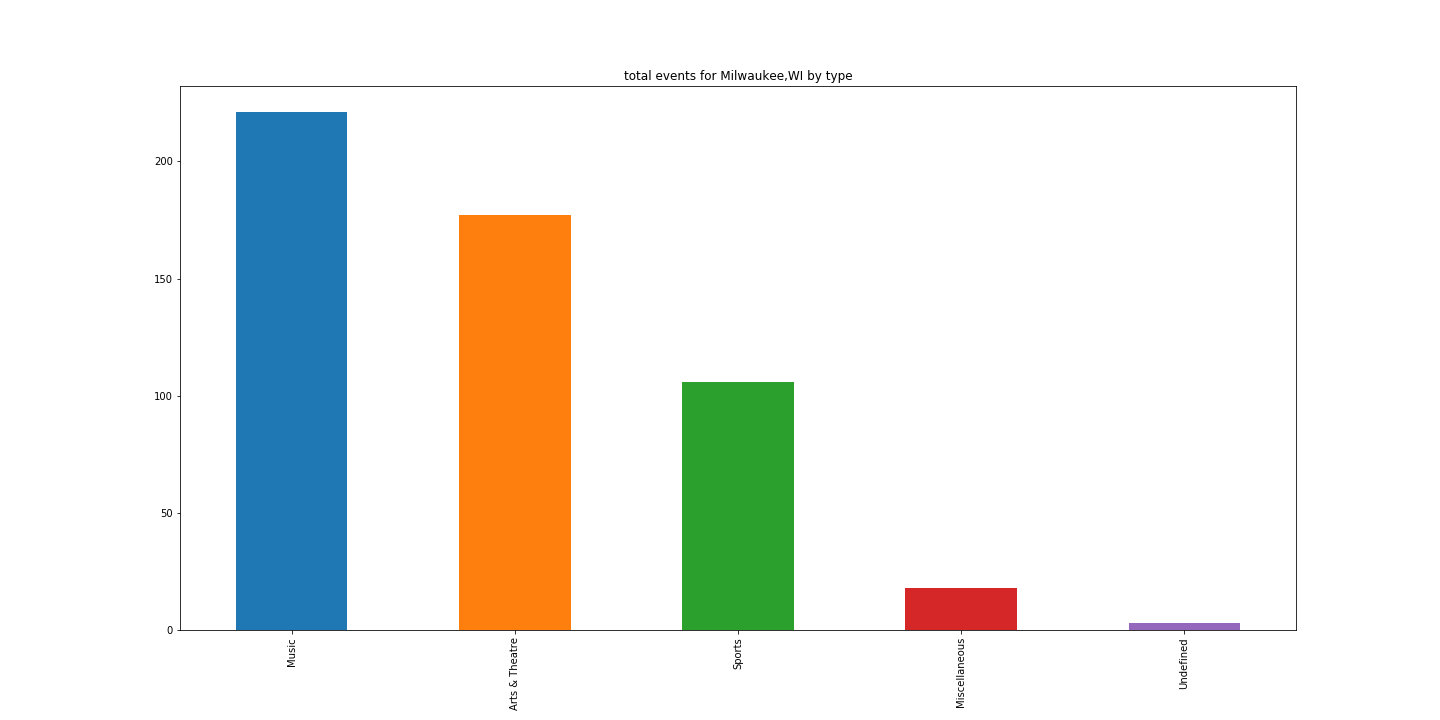 total events for Milwaukee,WI by type
200
150
100
50
0
Music
Arts & Theatre
Sports
Miscellaneous
Undefined